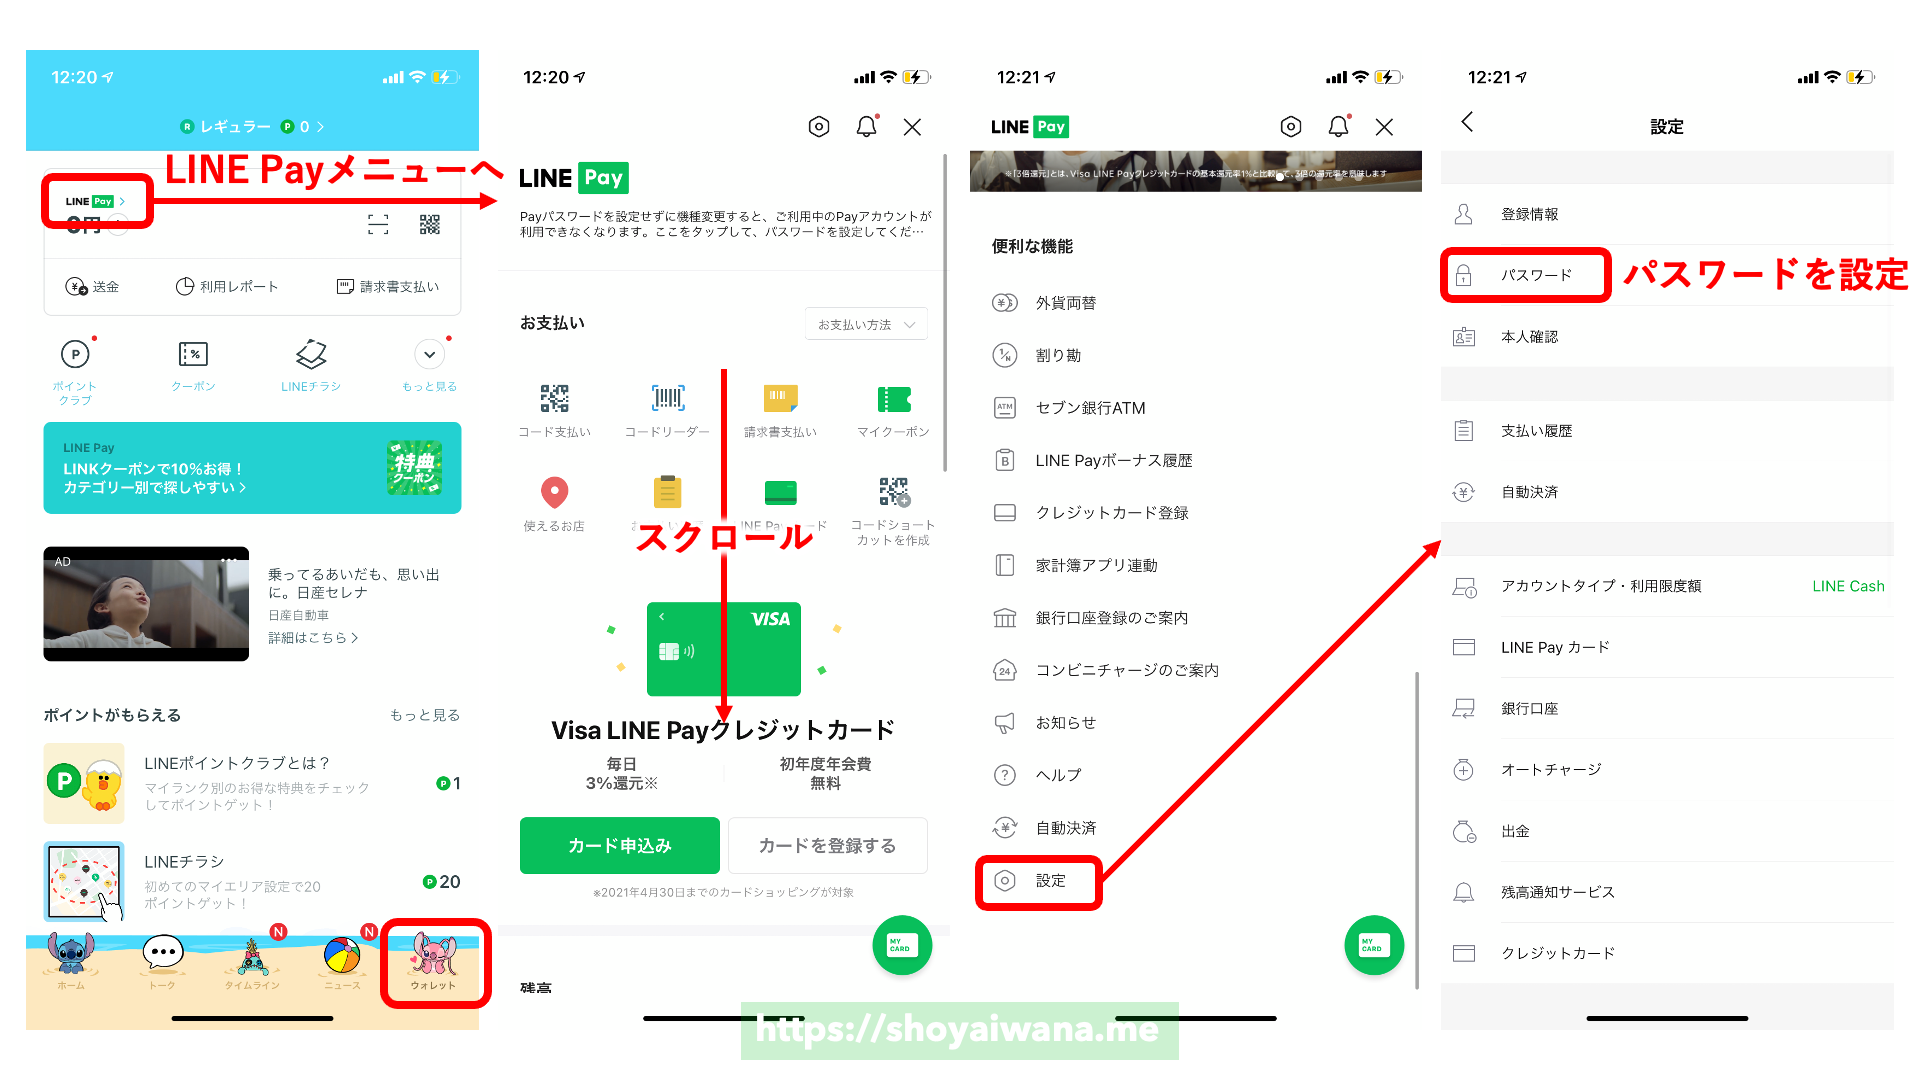 12:20
R レギュラー P 0
LINE Payメニューへ
LINE Pay
送金
利用レポート
請求書支払い
ポイント
クラブ
クーポン
LINEチラシ
もっと見る
LINE Pay
LINKクーポンで10%お得！
カテゴリー別で探しやすい
特典
クーポン
AD
乗ってるあいだも、思い出
に。日産セレナ
日産自動車
詳細はこちら
ポイントがもらえる
もっと見る
LINEポイントクラブとは？
マイランク別のお得な特典をチェック
してポイントゲット！
P 1
LINEチラシ
初めてのマイエリア設定で20
ポイントゲット！
P 20
N
N
ホーム
トーク
タイムライン
ニュース
ウォレット
12:20
LINE Pay
Payパスワードを設定せずに機種変更すると、ご利用中のPayアカウントが
利用できなくなります。ここをタップして、パスワードを設定してくだ…
お支払い
お支払い方法
コード支払い
コードリーダー
請求書支払い
マイクーポン
使えるお店
コードショート
カットを作成
スクロール
VISA
Visa LINE Payクレジットカード
毎日
3%還元※
初年度年会費
無料
カード申込み
カードを登録する
※2021年4月30日までのカードショッピングが対象
MY
CARD
残高
12:21
LINE Pay
※「3倍還元」とは、Visa LINE Payクレジットカードの基本還元率1%と比較して、3倍の還元率を意味します
便利な機能
外貨両替
割り勘
ATM
セブン銀行ATM
LINE Payボーナス履歴
クレジットカード登録
家計簿アプリ連動
銀行口座登録のご案内
24
コンビニチャージのご案内
お知らせ
ヘルプ
自動決済
設定
MY
CARD
12:21
設定
登録情報
パスワード
パスワードを設定
本人確認
支払い履歴
自動決済
アカウントタイプ・利用限度額
LINE Cash
LINE Pay カード
銀行口座
オートチャージ
出金
残高通知サービス
クレジットカード
https://shoyaiwana.me